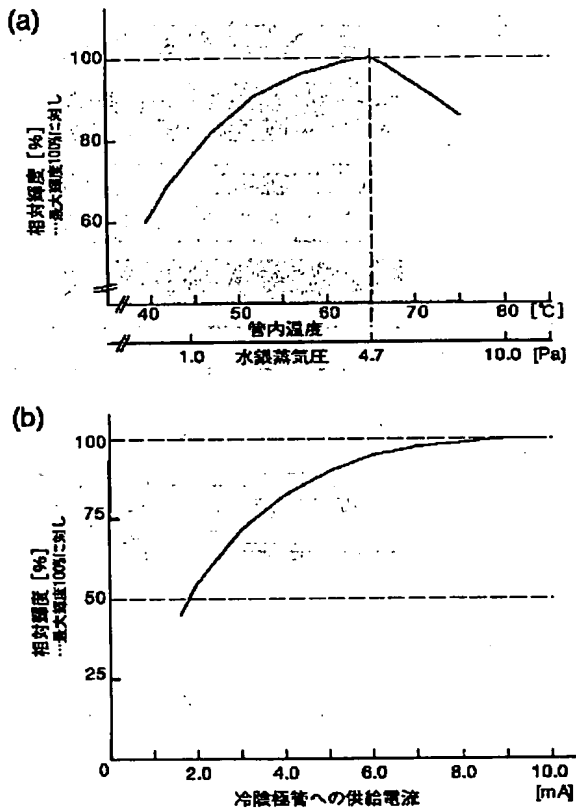 (a)
相対輝度 [%]
…最大輝度100%に対し
100
80
60
40 50 60 70 80 [℃]
管内温度
1.0 水銀蒸気圧 4.7 10.0 [Pa]
(b)
相対輝度 [%]
…最大輝度100%に対し
100
75
50
25
0 2.0 4.0 6.0 8.0 10.0
冷陰極管への供給電流 [mA]